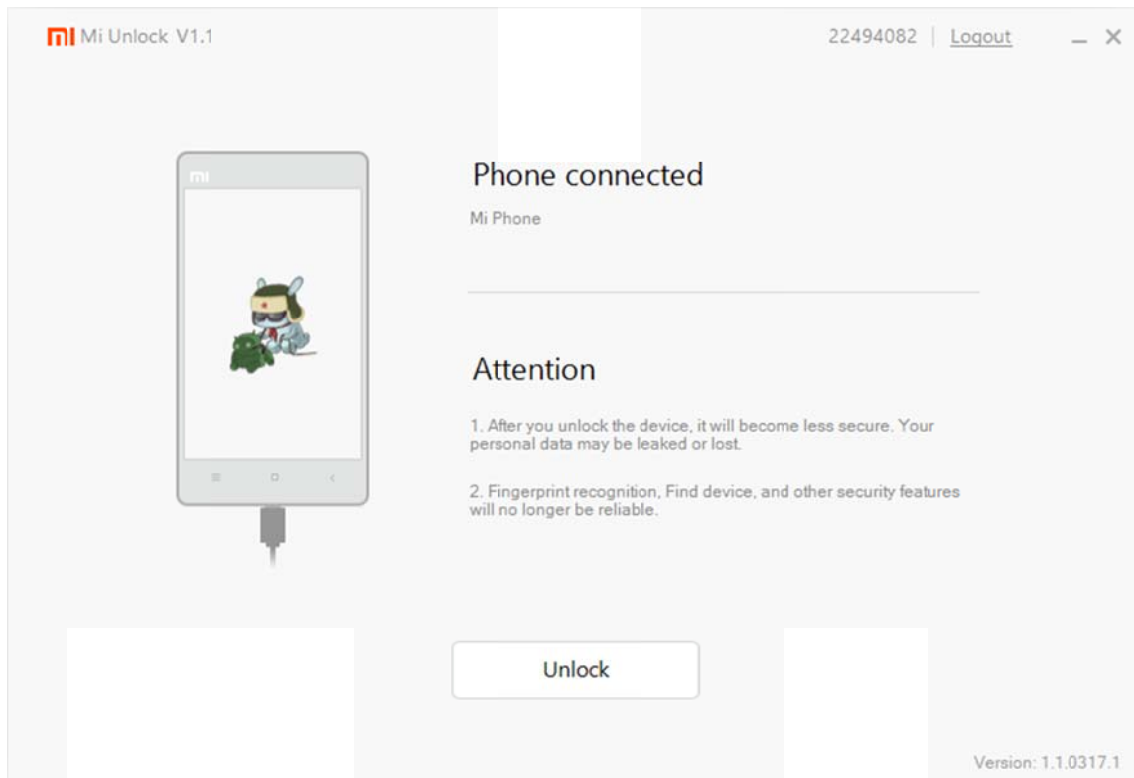 mi Mi Unlock V1.1
22494082 | Logout
mi
Phone connected
Mi Phone
Attention
1. After you unlock the device, it will become less secure. Your
personal data may be leaked or lost.
2. Fingerprint recognition, Find device, and other security features
will no longer be reliable.
Unlock
Version: 1.1.0317.1